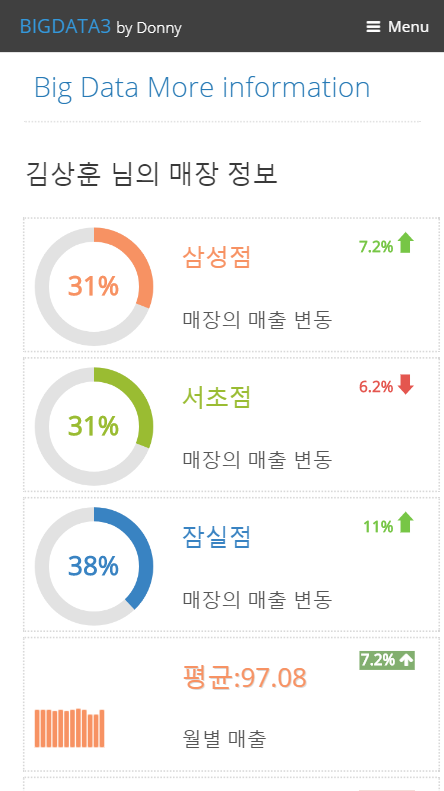 BIGDATA3 by Donny
Menu
Big Data More information
김상훈 님의 매장 정보
31%
삼성점
7.2%
매장의 매출 변동
31%
서초점
6.2%
매장의 매출 변동
38%
잠실점
11%
매장의 매출 변동
평균:97.08
7.2%
월별 매출